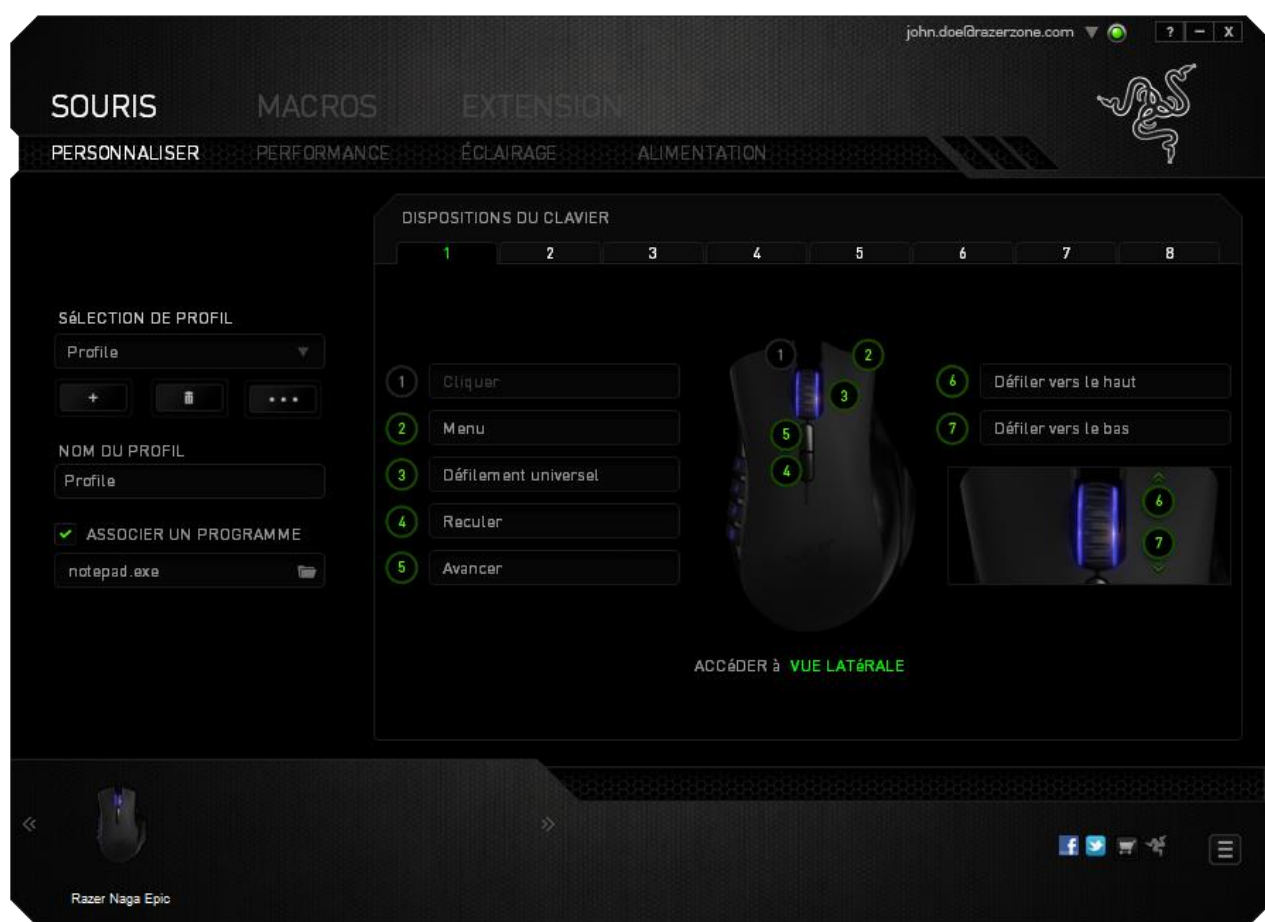 john.doe@razerzone.com ? – X
SOURIS MACROS EXTENSION
PERSONNALISER PERFORMANCE ÉCLAIRAGE ALIMENTATION
DISPOSITIONS DU CLAVIER
1 2 3 4 5 6 7 8
SéLECTION DE PROFIL
Profile
+ ...
NOM DU PROFIL
Profile
ASSOCIER UN PROGRAMME
notepad.exe
1 Cliquer
2 Menu
3 Défilement universel
4 Reculer
5 Avancer
1 2
3
5
4
6 Défiler vers le haut
7 Défiler vers le bas
6
7
ACCéDER à VUE LATéRALE
Razer Naga Epic